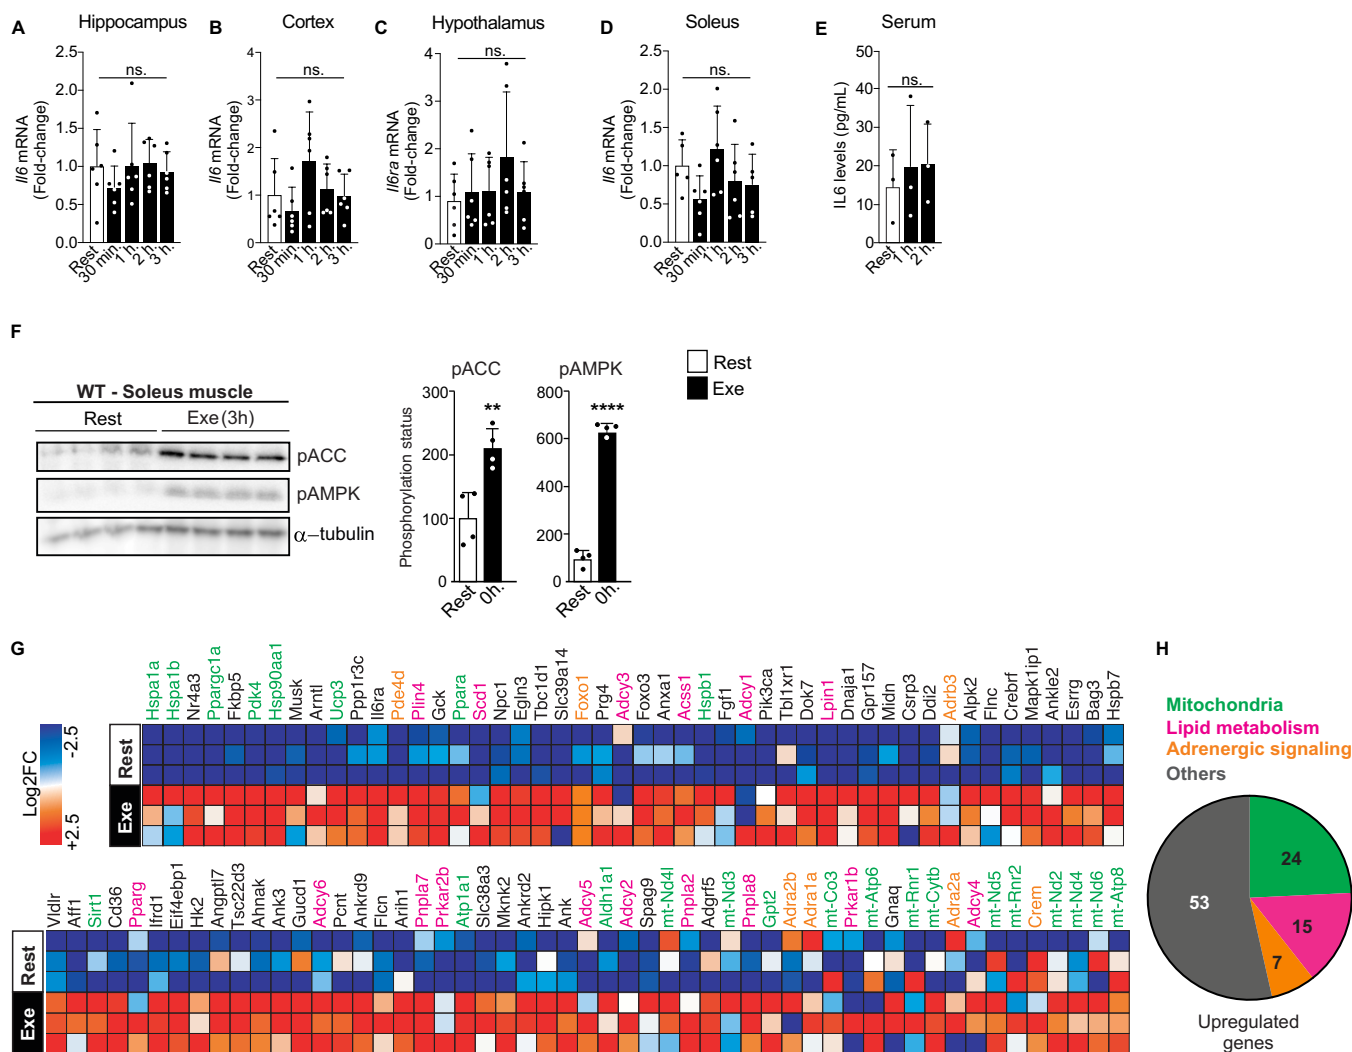 A Hippocampus
Il6 mRNA
(Fold-change)
2.5
2.0
1.5
1.0
0.5
0.0
ns.
Rest
30 min.
1 h.
2 h.
3 h.
B Cortex
Il6 mRNA
(Fold-change)
4
3
2
1
0
ns.
Rest
30 min.
1 h.
2 h.
3 h.
C Hypothalamus
Il6ra mRNA
(Fold-change)
4
3
2
1
0
ns.
Rest
30 min.
1 h.
2 h.
3 h.
D Soleus
Il6 mRNA
(Fold-change)
2.5
2.0
1.5
1.0
0.5
0.0
ns.
Rest
30 min.
1 h.
2 h.
3 h.
E Serum
IL6 levels (pg/mL)
50
40
30
20
10
0
ns.
Rest
1 h.
2 h.
F
WT - Soleus muscle
Rest Exe (3h)
pACC
pAMPK
α−tubulin
pACC
Phosphorylation status
300
200
100
0
**
Rest
0h.
pAMPK
800
600
400
200
0
****
Rest
0h.
Rest
Exe
G
Log2FC
-2.5
+2.5
Hspa1a
Hspa1b
Nr4a3
Ppargc1a
Fkbp5
Pdk4
Hsp90aa1
Musk
Arntl
Ucp3
Ppp1r3c
Il6ra
Pde4d
Plin4
Gck
Ppara
Scd1
Npc1
Egln3
Tbc1d1
Slc39a14
Foxo1
Prg4
Adcy3
Foxo3
Anxa1
Acss1
Hspb1
Fgf1
Adcy1
Pik3ca
Tbl1xr1
Dok7
Lpin1
Dnaja1
Gpr157
Midn
Csrp3
Ddi2
Adrb3
Alpk2
Flnc
Crebrf
Mapk1ip1
Ankle2
Esrrg
Bag3
Hspb7
Rest
Exe
Vldlr
Aff1
Sirt1
Cd36
Pparg
Ifrd1
Eif4ebp1
HK2
Angptl7
Tsc22d3
Ahnak
Ank3
Gucd1
Adcy6
Pcnt
Ankrd9
Flcn
Arih1
Pnpla7
Prkar2b
Atp1a1
Slc38a3
Mknk2
Ankrd2
Hipk1
Ank
Adcy5
Aldh1a1
Adcy2
Spag9
mt-Nd4l
Pnpla2
Adgrf5
mt-Nd3
Pnpla8
Gpt2
Adra2b
Adra1a
mt-Co3
Prkar1b
mt-Atp6
Gnaq
mt-Rnr1
mt-Cytb
Adra2a
Adcy4
mt-Nd5
mt-Rnr2
Crem
mt-Nd2
mt-Nd4
mt-Nd6
mt-Atp8
Rest
Exe
H
Mitochondria
Lipid metabolism
Adrenergic signaling
Others
24
15
7
53
Upregulated
genes